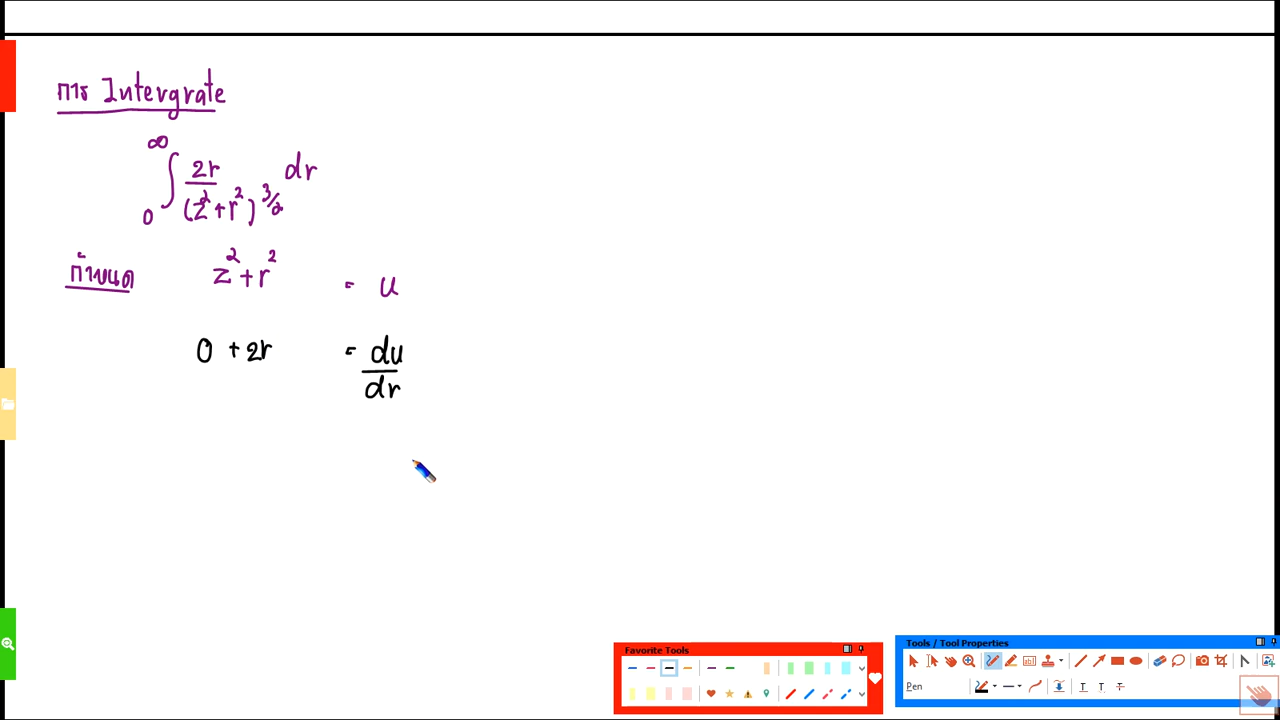 การ Intergrate
∫₀^∞ 2r/(z²+r²)^3/2 dr
กำหนด z²+r² = u
0 + 2r = du/dr
Favorite Tools
Tools / Tool Properties
Pen